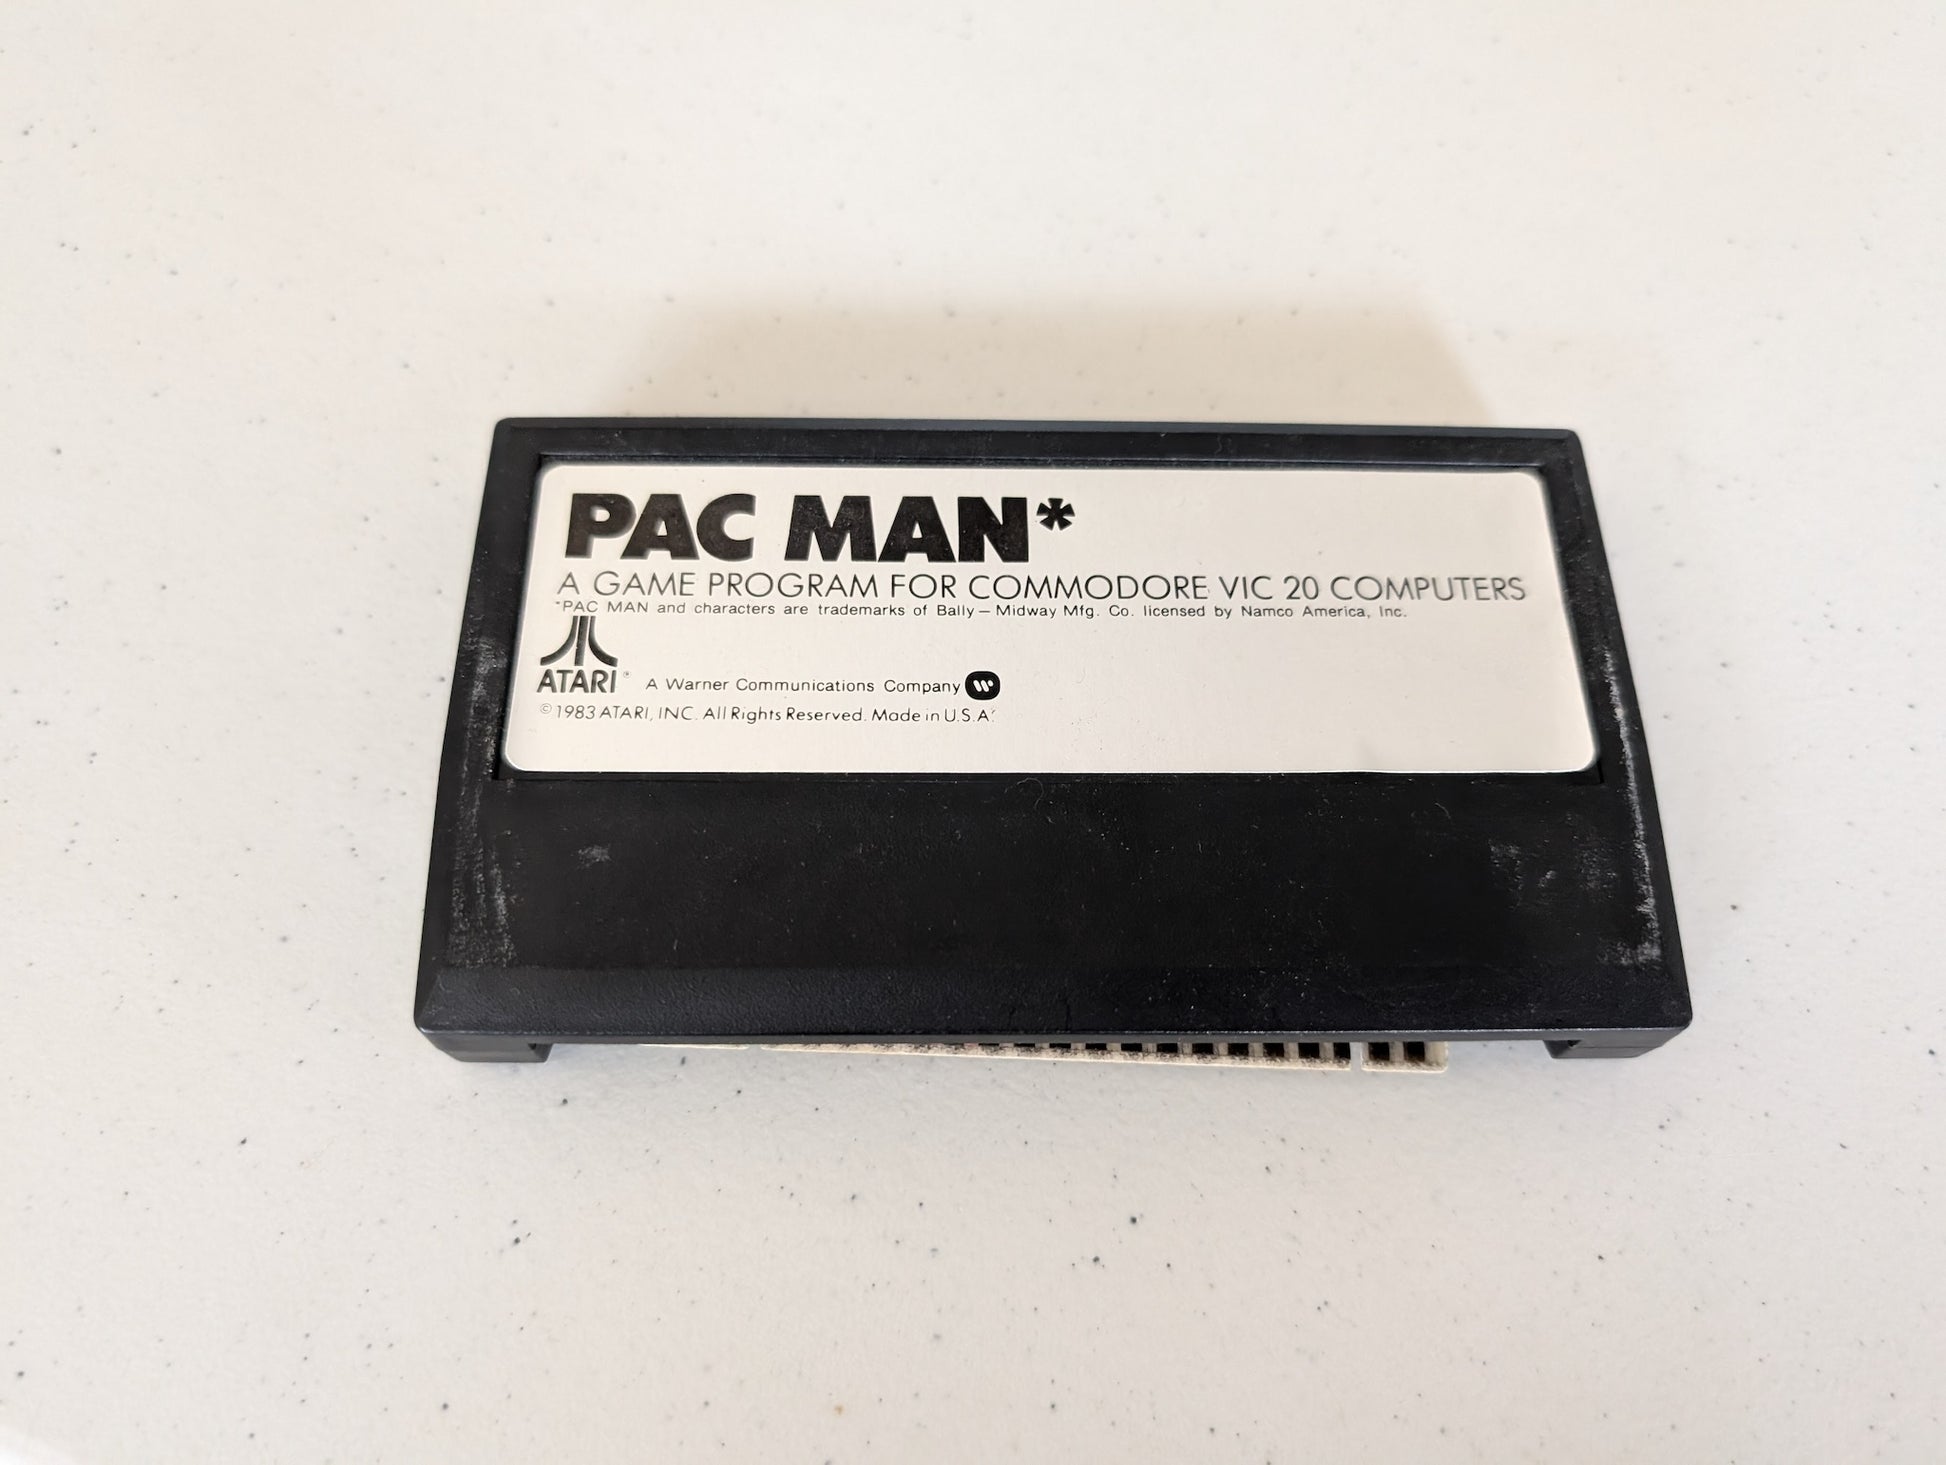 PAC MAN*
A GAME PROGRAM FOR COMMODORE VIC 20 COMPUTERS
*PAC MAN and characters are trademarks of Bally – Midway Mfg. Co. licensed by Namco America, Inc.
ATARI® A Warner Communications Company
© 1983 ATARI, INC. All Rights Reserved. Made in U.S.A.